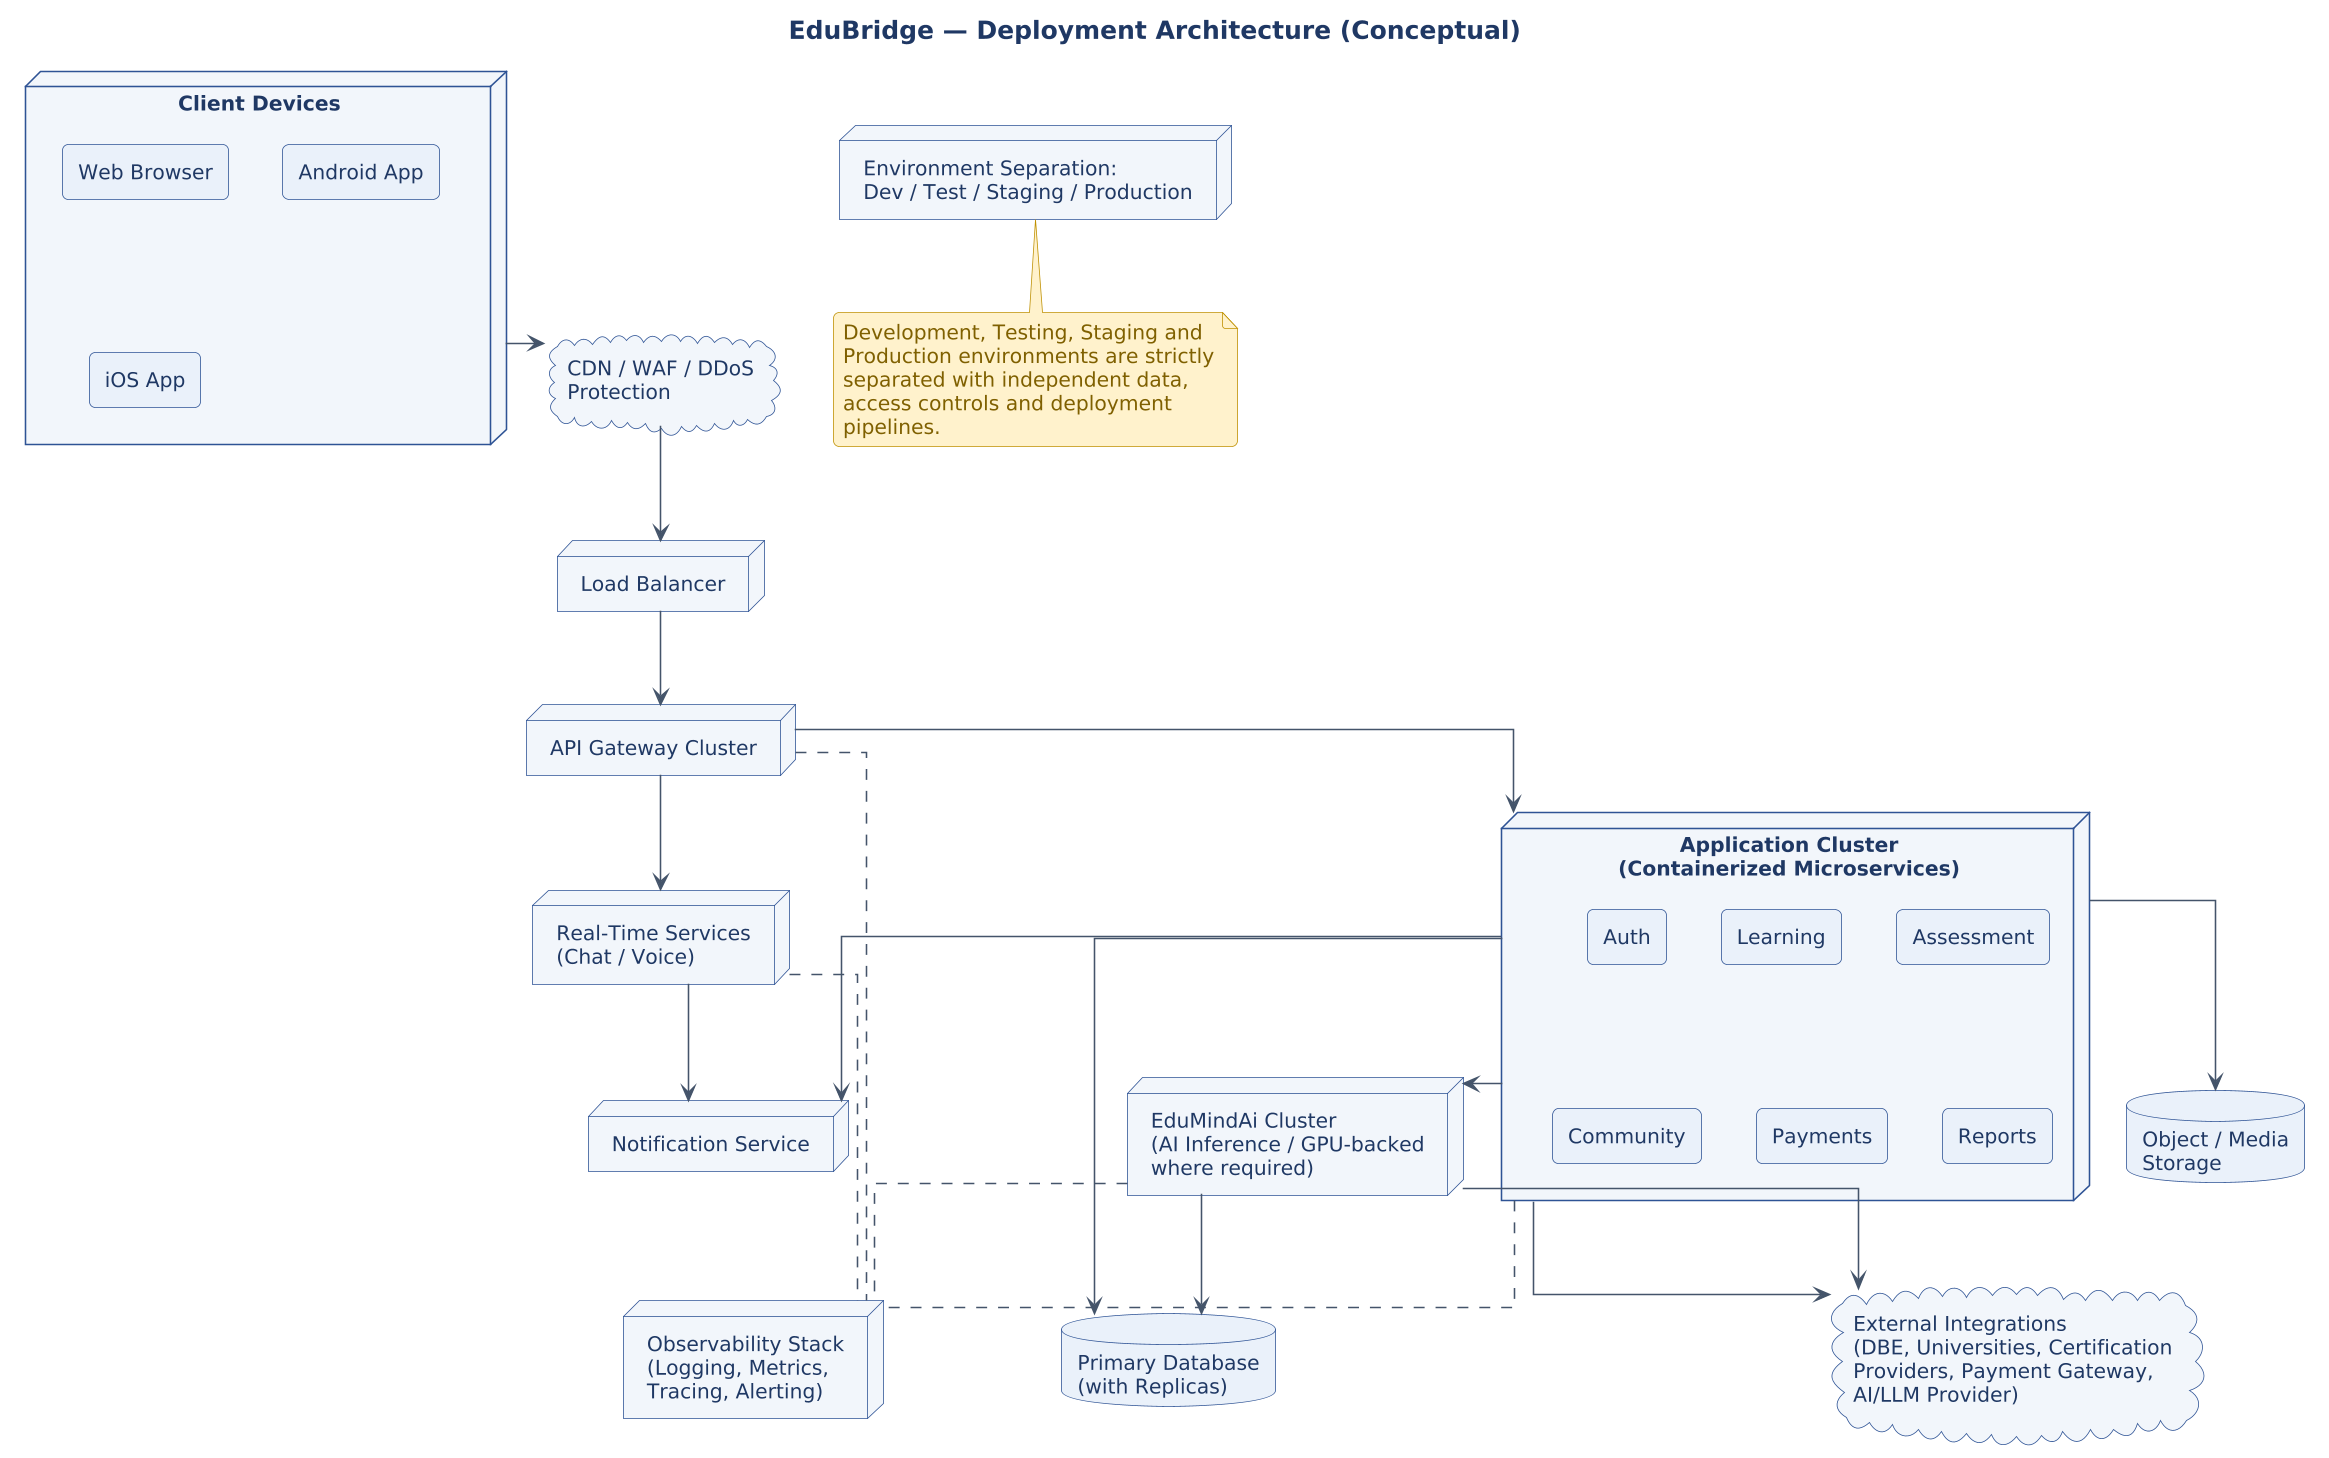 EduBridge — Deployment Architecture (Conceptual)
Client Devices
Web Browser
Android App
iOS App
Environment Separation:
Dev / Test / Staging / Production
Development, Testing, Staging and
Production environments are strictly
separated with independent data,
access controls and deployment
pipelines.
CDN / WAF / DDoS
Protection
Load Balancer
API Gateway Cluster
Real-Time Services
(Chat / Voice)
Notification Service
Application Cluster
(Containerized Microservices)
Auth
Learning
Assessment
Community
Payments
Reports
EduMindAi Cluster
(AI Inference / GPU-backed
where required)
Object / Media
Storage
Observability Stack
(Logging, Metrics,
Tracing, Alerting)
Primary Database
(with Replicas)
External Integrations
(DBE, Universities, Certification
Providers, Payment Gateway,
AI/LLM Provider)